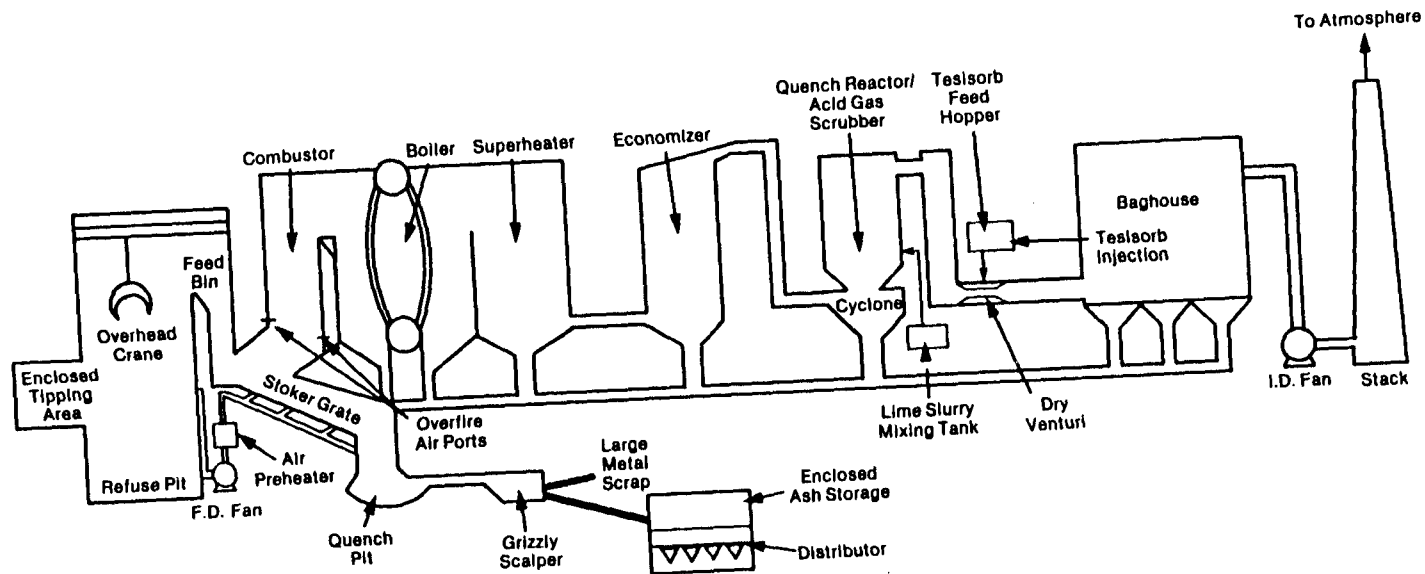 To Atmosphere
Quench Reactor/
Acid Gas
Scrubber
Tesisorb
Feed
Hopper
Combustor
Boiler
Superheater
Economizer
Baghouse
Tesisorb
Injection
Feed
Bin
Overhead
Crane
Cyclone
Enclosed
Tipping
Area
Stoker Grate
I.D. Fan
Stack
Overfire
Air Ports
Lime Slurry
Mixing Tank
Dry
Venturi
Air
Preheater
Large
Metal
Scrap
Refuse Pit
F.D. Fan
Enclosed
Ash Storage
Quench
Pit
Grizzly
Scalper
Distributor